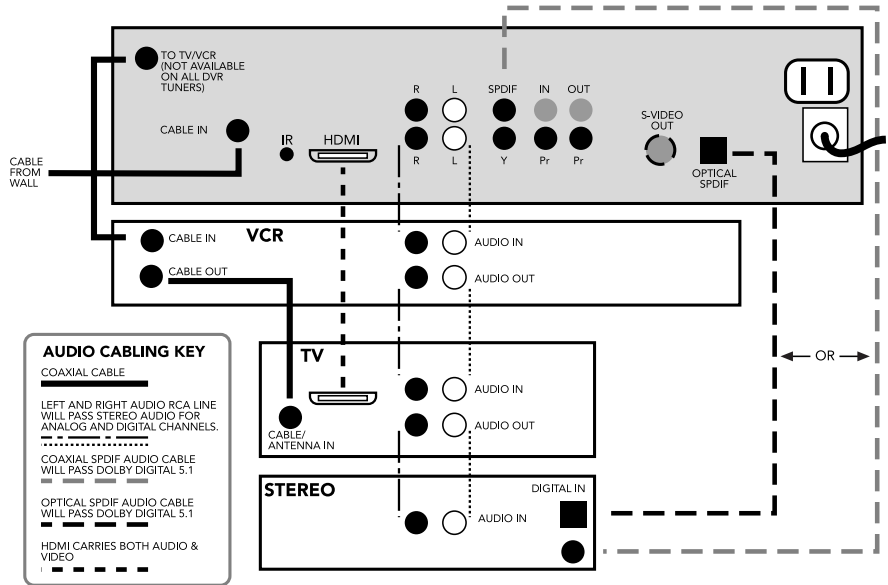 TO TV/VCR
(NOT AVAILABLE
ON ALL DVR
TUNERS)
CABLE IN
CABLE
FROM
WALL
IR
HDMI
R L SPDIF IN OUT
R L Y Pr Pr
S-VIDEO
OUT
OPTICAL
SPDIF
VCR
CABLE IN
CABLE OUT
AUDIO IN
AUDIO OUT
OR
TV
CABLE/
ANTENNA IN
AUDIO IN
AUDIO OUT
STEREO
AUDIO IN
DIGITAL IN
AUDIO CABLING KEY
COAXIAL CABLE
LEFT AND RIGHT AUDIO RCA LINE
WILL PASS STEREO AUDIO FOR
ANALOG AND DIGITAL CHANNELS.
COAXIAL SPDIF AUDIO CABLE
WILL PASS DOLBY DIGITAL 5.1
OPTICAL SPDIF AUDIO CABLE
WILL PASS DOLBY DIGITAL 5.1
HDMI CARRIES BOTH AUDIO &
VIDEO